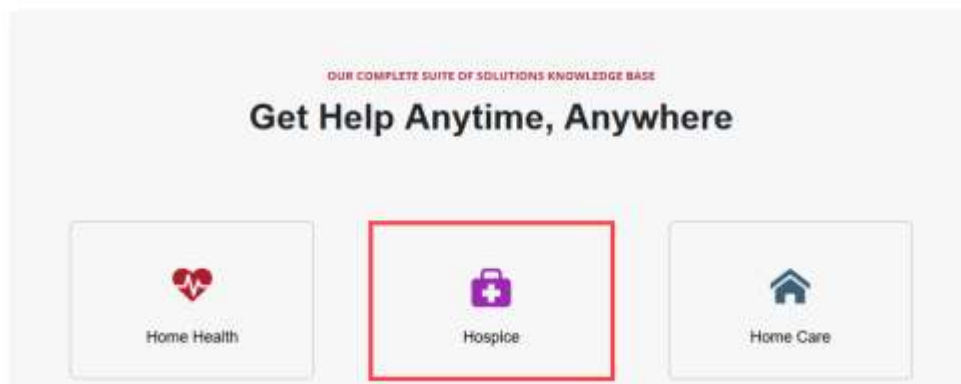 OUR COMPLETE SUITE OF SOLUTIONS KNOWLEDGE BASE
Get Help Anytime, Anywhere
Home Health
Hospice
Home Care